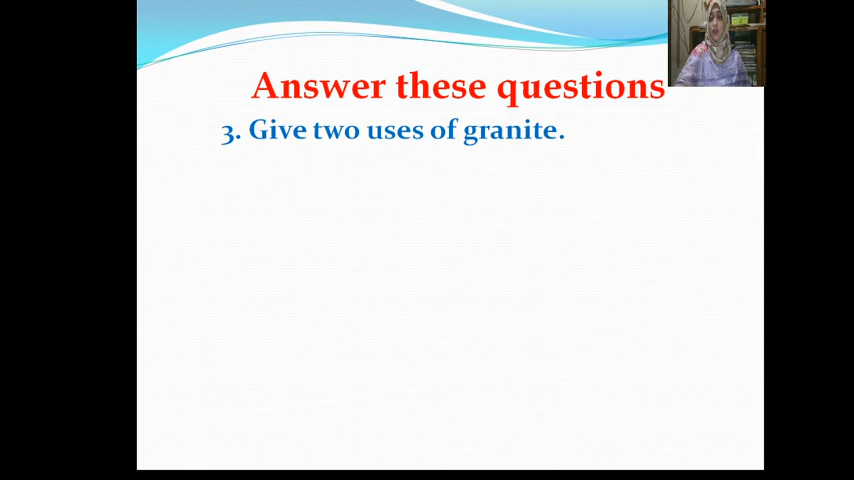 Answer these questions
3. Give two uses of granite.